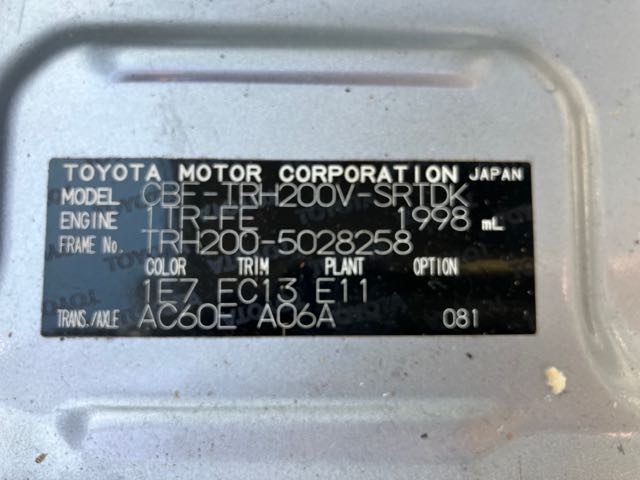 TOYOTA MOTOR CORPORATION JAPAN
MODEL CBF-TRH200V-SRTDK
ENGINE 1TR-FE 1998 mL
FRAME No. TRH200-5028258
COLOR TRIM PLANT OPTION
1E7 EC13 E11
TRANS./AXLE AC60E A06A 081